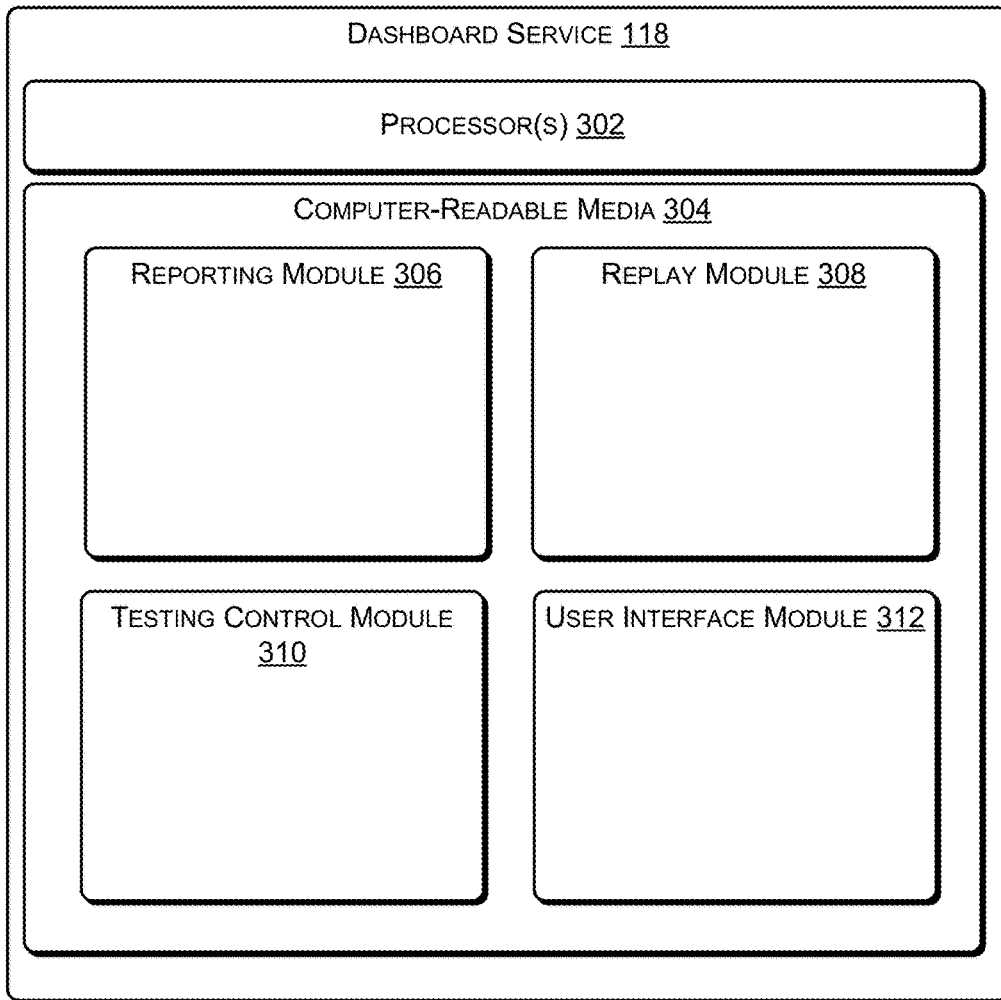 DASHBOARD SERVICE 118
PROCESSOR(S) 302
COMPUTER-READABLE MEDIA 304
REPORTING MODULE 306
REPLAY MODULE 308
TESTING CONTROL MODULE
310
USER INTERFACE MODULE 312